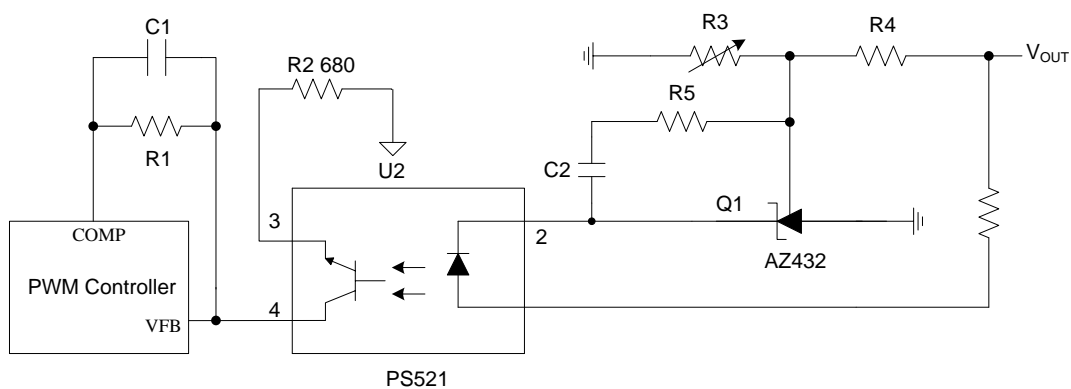 C1
R3
R4
V_OUT
R2 680
R5
R1
U2
C2
3
Q1
2
COMP
AZ432
PWM Controller
4
VFB
PS521